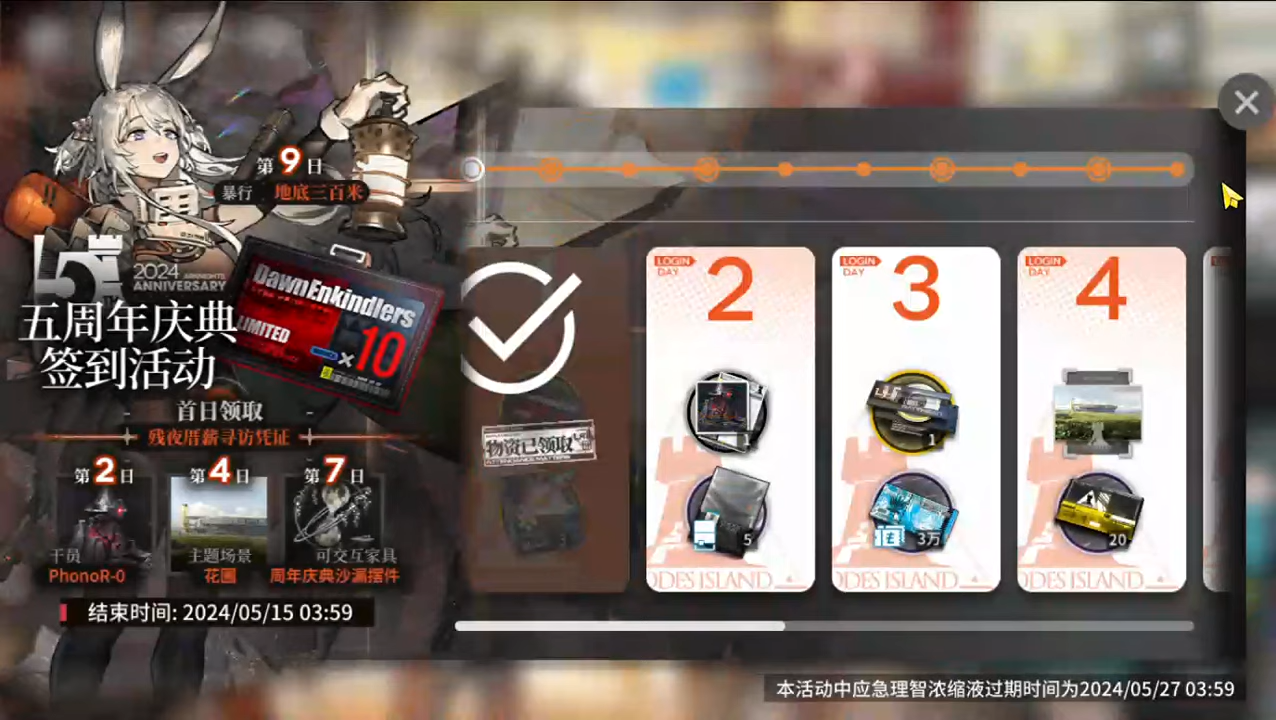 第9日
暴行 地底三百米
2024 ARKNIGHTS
ANNIVERSARY
五周年庆典
签到活动
DawnEnkindlers
LIMITED
×10
首日领取
残夜厝薪寻访凭证
第2日
干员
PhonoR-0
第4日
主题场景
花圃
第7日
可交互家具
周年庆典沙漏摆件
结束时间: 2024/05/15 03:59
物资已领取
3
LOGIN
DAY
2
1
5
ODES ISLAND
LOGIN
DAY
3
1
3万
ODES ISLAND
LOGIN
DAY
4
20
ODES ISLAND
本活动中应急理智浓缩液过期时间为2024/05/27 03:59